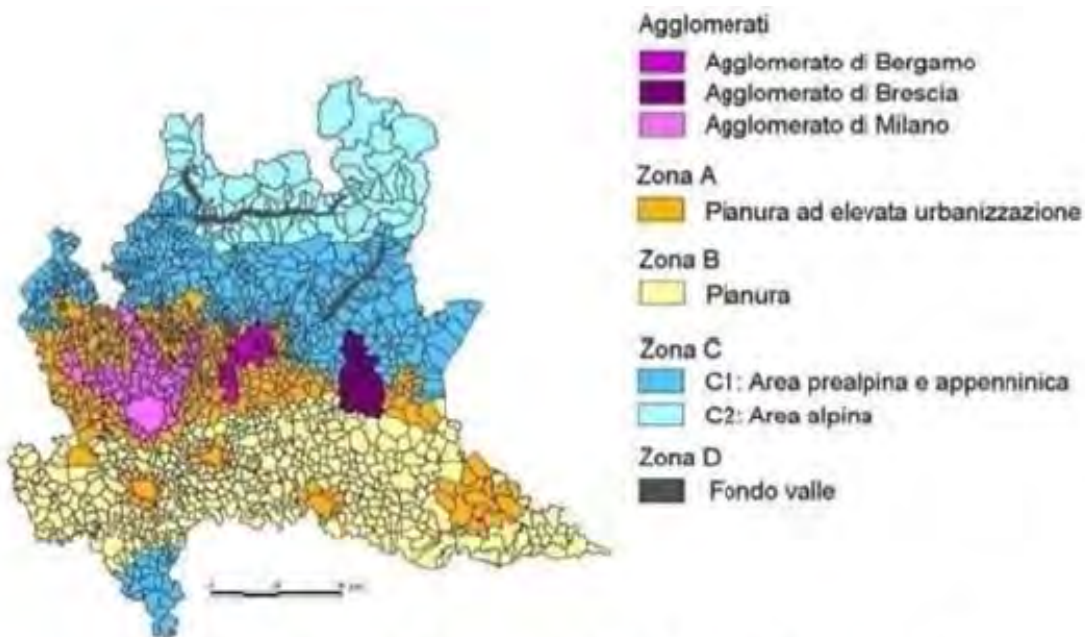 Agglomerati
Agglomerato di Bergamo
Agglomerato di Brescia
Agglomerato di Milano
Zona A
Pianura ad elevata urbanizzazione
Zona B
Pianura
Zona C
C1: Area prealpina e appenninica
C2: Area alpina
Zona D
Fondo valle